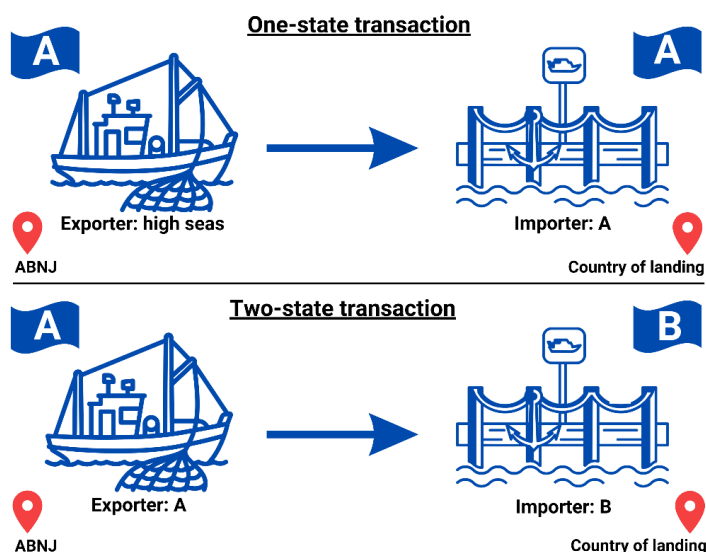 One-state transaction
A
A
Exporter: high seas
Importer: A
ABNJ
Country of landing
Two-state transaction
A
B
Exporter: A
Importer: B
ABNJ
Country of landing